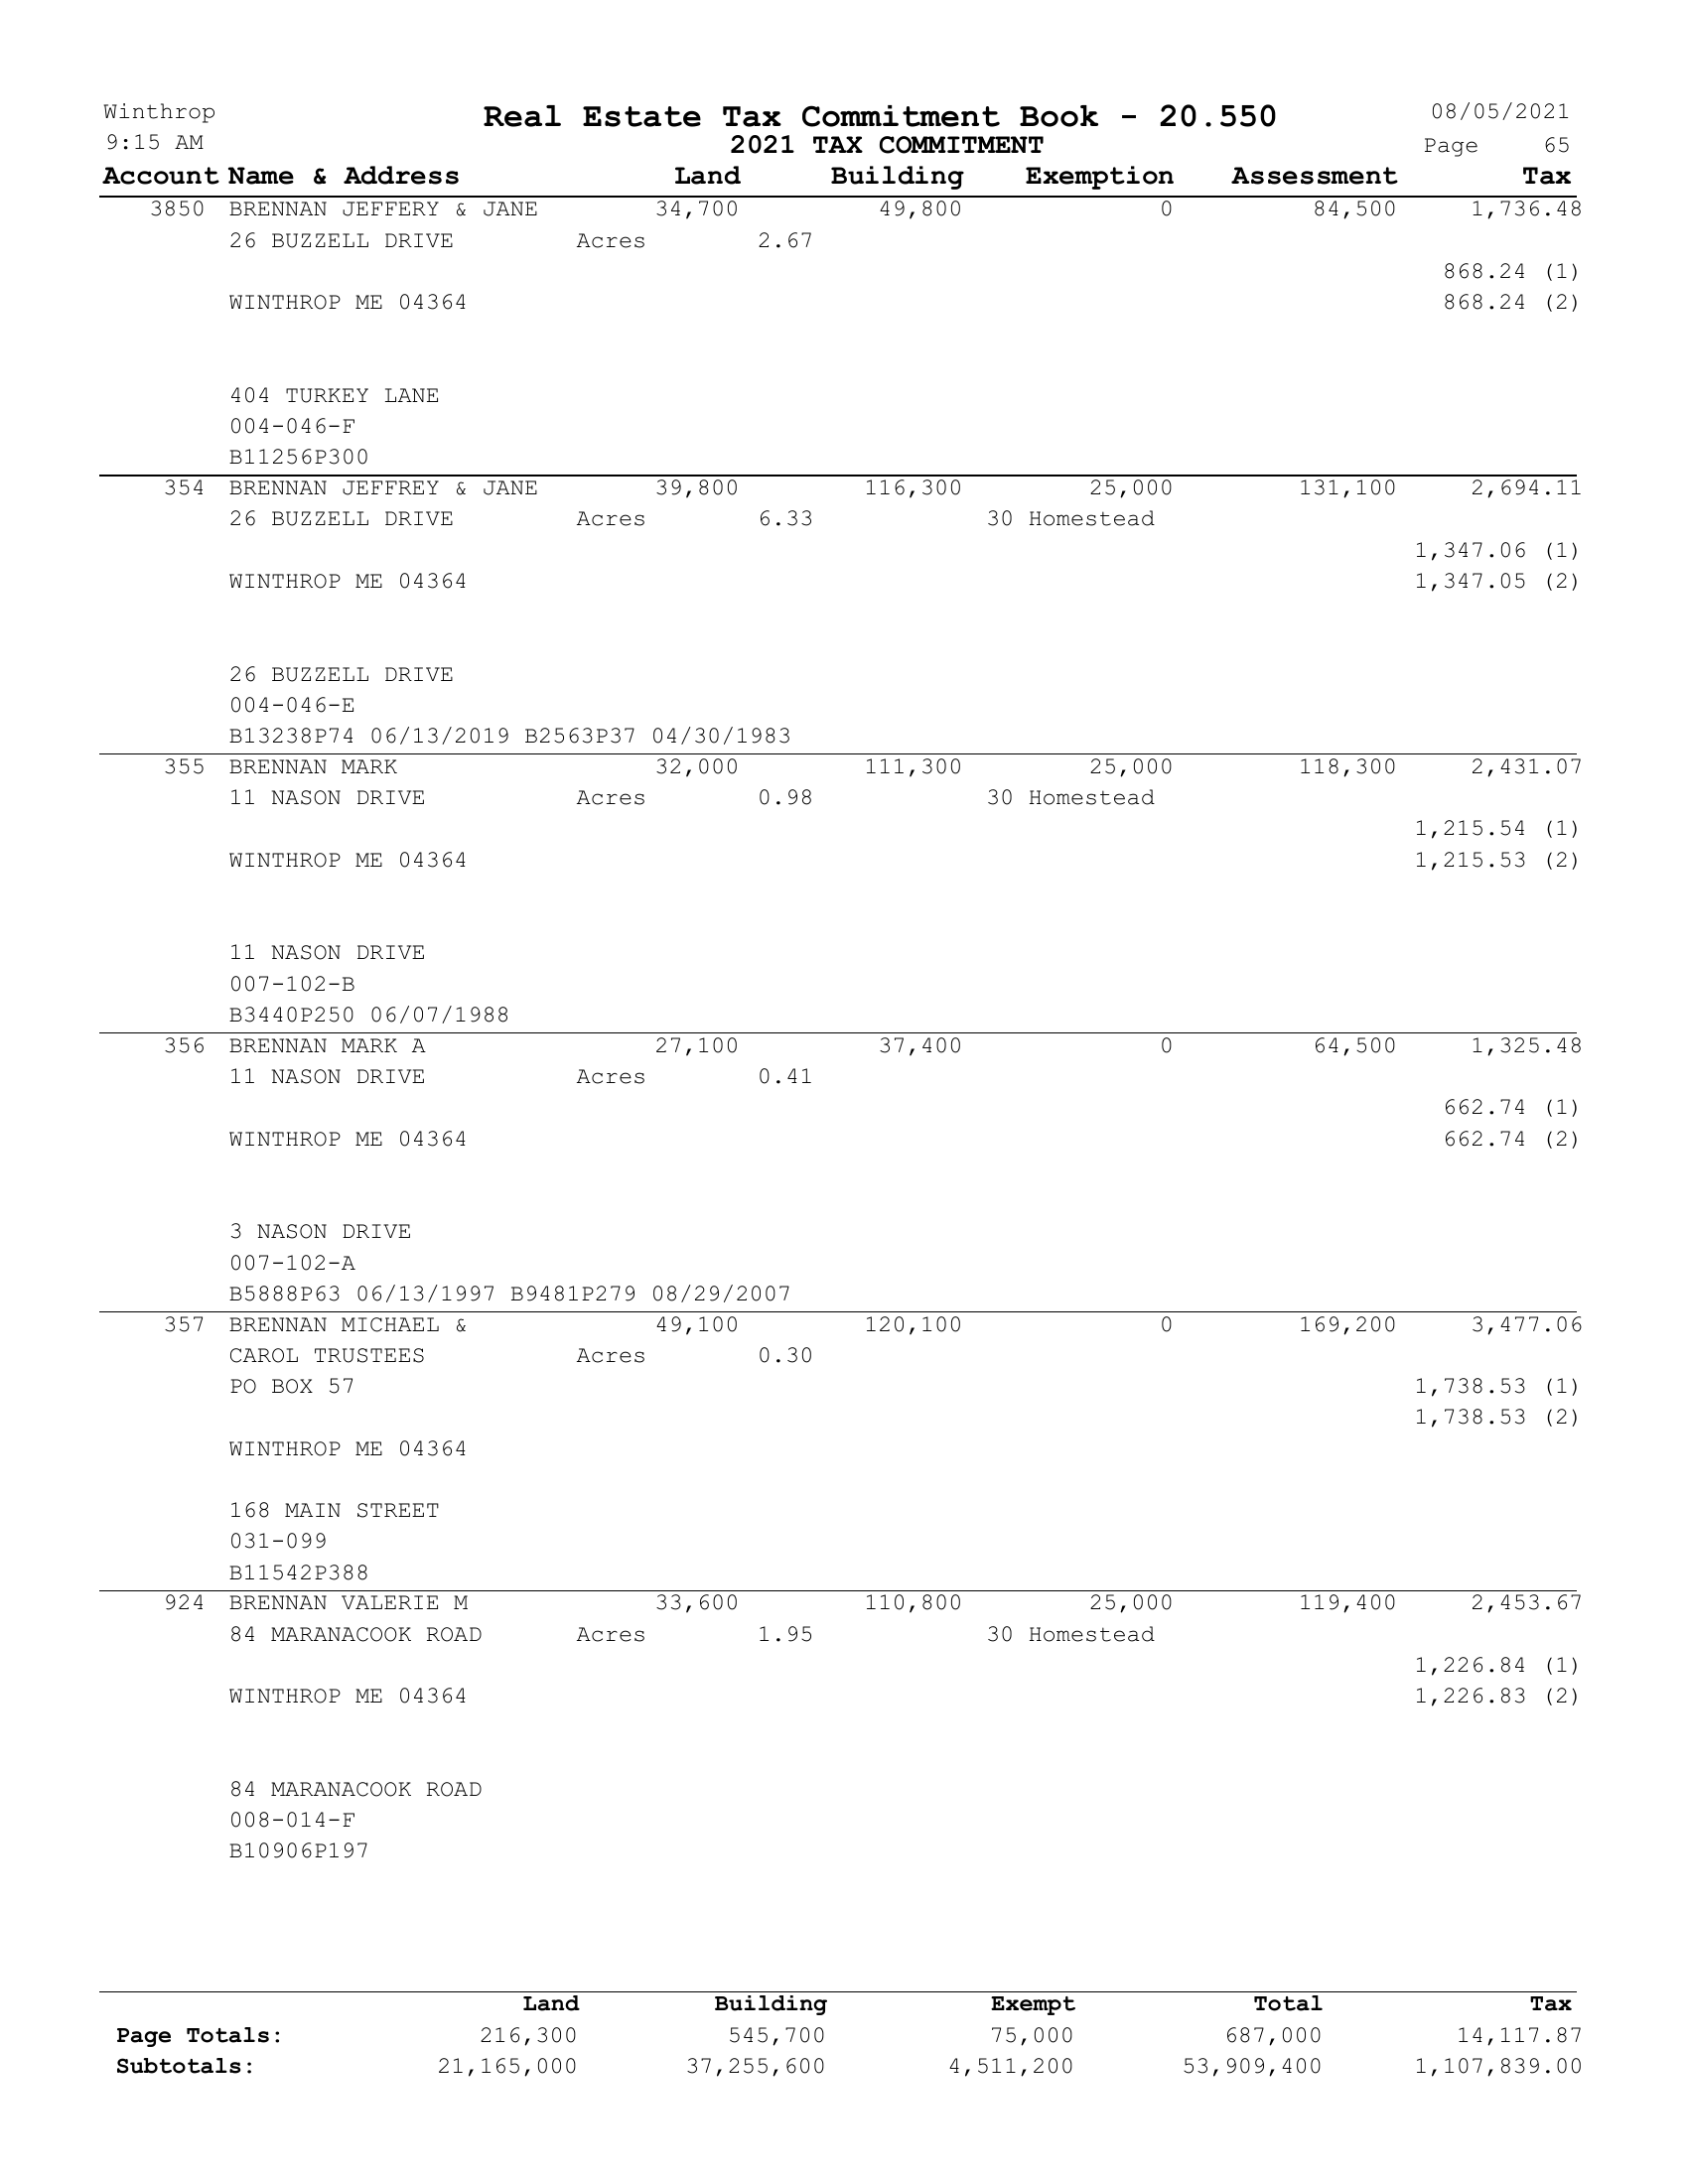 Winthrop Real Estate Tax Commitment Book - 20.550 08/05/2021
9:15 AM 2021 TAX COMMITMENT Page 65
Account Name & Address Land Building Exemption Assessment Tax
3850 BRENNAN JEFFERY & JANE 34,700 49,800 0 84,500 1,736.48
26 BUZZELL DRIVE Acres 2.67
868.24 (1)
WINTHROP ME 04364 868.24 (2)
404 TURKEY LANE
004-046-F
B11256P300
354 BRENNAN JEFFREY & JANE 39,800 116,300 25,000 131,100 2,694.11
26 BUZZELL DRIVE Acres 6.33 30 Homestead
1,347.06 (1)
WINTHROP ME 04364 1,347.05 (2)
26 BUZZELL DRIVE
004-046-E
B13238P74 06/13/2019 B2563P37 04/30/1983
355 BRENNAN MARK 32,000 111,300 25,000 118,300 2,431.07
11 NASON DRIVE Acres 0.98 30 Homestead
1,215.54 (1)
WINTHROP ME 04364 1,215.53 (2)
11 NASON DRIVE
007-102-B
B3440P250 06/07/1988
356 BRENNAN MARK A 27,100 37,400 0 64,500 1,325.48
11 NASON DRIVE Acres 0.41
662.74 (1)
WINTHROP ME 04364 662.74 (2)
3 NASON DRIVE
007-102-A
B5888P63 06/13/1997 B9481P279 08/29/2007
357 BRENNAN MICHAEL & 49,100 120,100 0 169,200 3,477.06
CAROL TRUSTEES Acres 0.30
PO BOX 57 1,738.53 (1)
1,738.53 (2)
WINTHROP ME 04364
168 MAIN STREET
031-099
B11542P388
924 BRENNAN VALERIE M 33,600 110,800 25,000 119,400 2,453.67
84 MARANACOOK ROAD Acres 1.95 30 Homestead
1,226.84 (1)
WINTHROP ME 04364 1,226.83 (2)
84 MARANACOOK ROAD
008-014-F
B10906P197
Land Building Exempt Total Tax
Page Totals: 216,300 545,700 75,000 687,000 14,117.87
Subtotals: 21,165,000 37,255,600 4,511,200 53,909,400 1,107,839.00